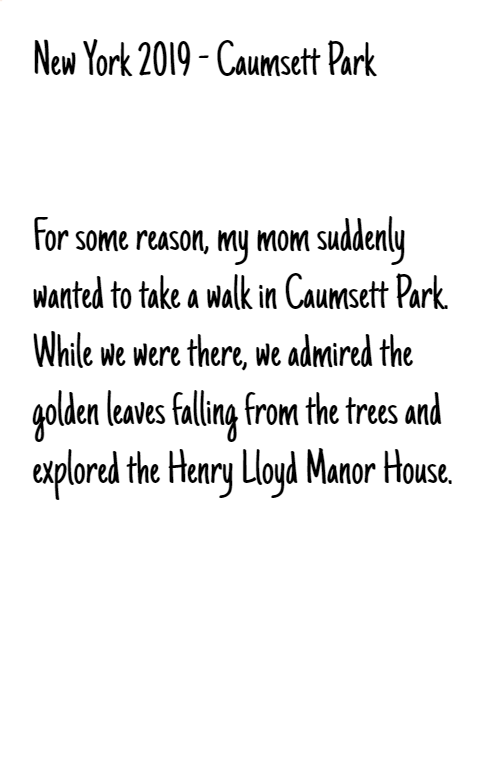 New York 2019 - Caumsett Park
For some reason, my mom suddenly
wanted to take a walk in Caumsett Park.
While we were there, we admired the
golden leaves falling from the trees and
explored the Henry Lloyd Manor House.